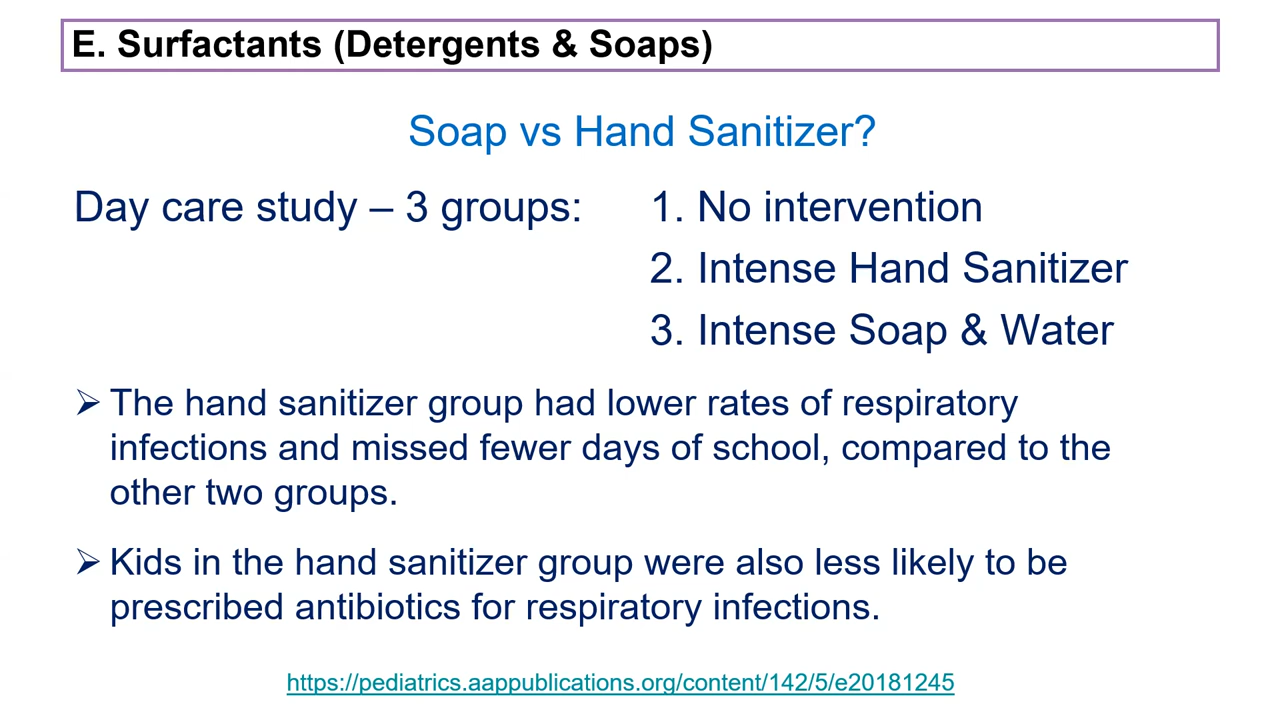 E. Surfactants (Detergents & Soaps)
Soap vs Hand Sanitizer?
Day care study – 3 groups: 1. No intervention
2. Intense Hand Sanitizer
3. Intense Soap & Water
➢ The hand sanitizer group had lower rates of respiratory
infections and missed fewer days of school, compared to the
other two groups.
➢ Kids in the hand sanitizer group were also less likely to be
prescribed antibiotics for respiratory infections.
https://pediatrics.aappublications.org/content/142/5/e20181245